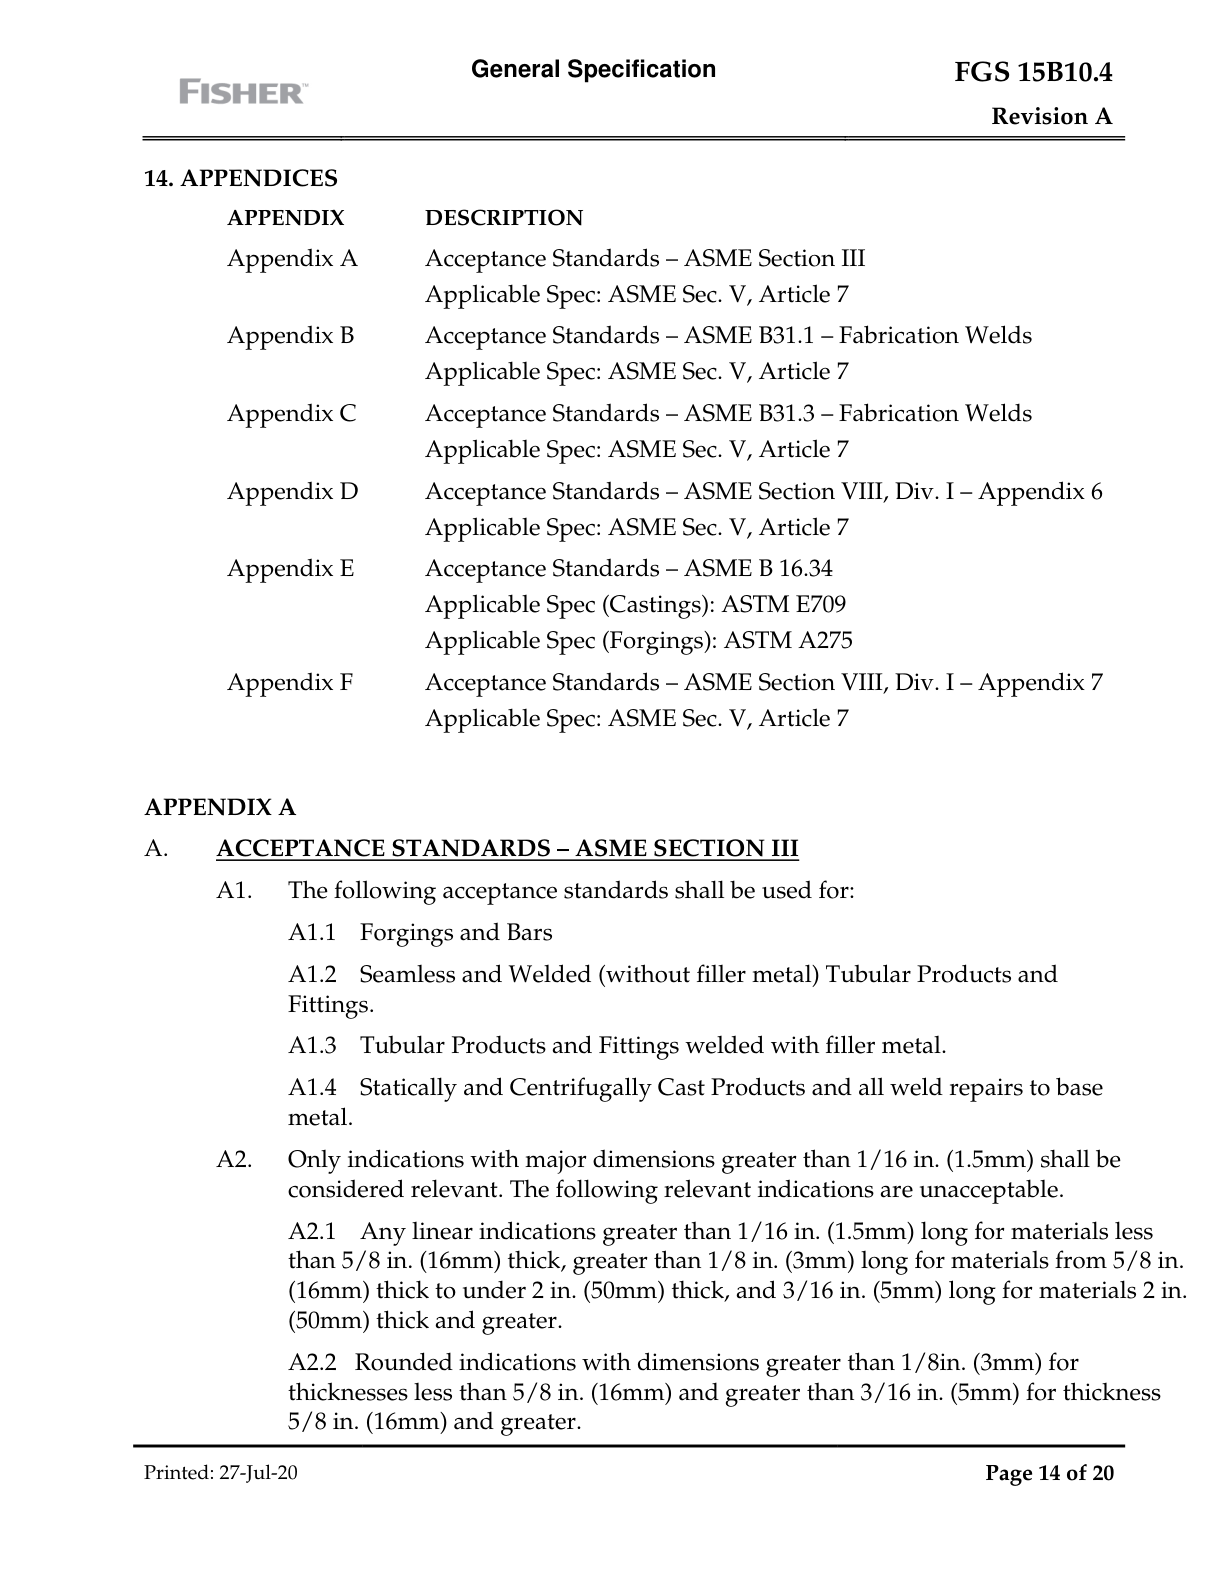 General Specification
FISHER™
FGS 15B10.4
Revision A
14. APPENDICES
APPENDIX DESCRIPTION
Appendix A Acceptance Standards – ASME Section III
Applicable Spec: ASME Sec. V, Article 7
Appendix B Acceptance Standards – ASME B31.1 – Fabrication Welds
Applicable Spec: ASME Sec. V, Article 7
Appendix C Acceptance Standards – ASME B31.3 – Fabrication Welds
Applicable Spec: ASME Sec. V, Article 7
Appendix D Acceptance Standards – ASME Section VIII, Div. I – Appendix 6
Applicable Spec: ASME Sec. V, Article 7
Appendix E Acceptance Standards – ASME B 16.34
Applicable Spec (Castings): ASTM E709
Applicable Spec (Forgings): ASTM A275
Appendix F Acceptance Standards – ASME Section VIII, Div. I – Appendix 7
Applicable Spec: ASME Sec. V, Article 7
APPENDIX A
A. ACCEPTANCE STANDARDS – ASME SECTION III
A1. The following acceptance standards shall be used for:
A1.1 Forgings and Bars
A1.2 Seamless and Welded (without filler metal) Tubular Products and
Fittings.
A1.3 Tubular Products and Fittings welded with filler metal.
A1.4 Statically and Centrifugally Cast Products and all weld repairs to base
metal.
A2. Only indications with major dimensions greater than 1/16 in. (1.5mm) shall be
considered relevant. The following relevant indications are unacceptable.
A2.1 Any linear indications greater than 1/16 in. (1.5mm) long for materials less
than 5/8 in. (16mm) thick, greater than 1/8 in. (3mm) long for materials from 5/8 in.
(16mm) thick to under 2 in. (50mm) thick, and 3/16 in. (5mm) long for materials 2 in.
(50mm) thick and greater.
A2.2 Rounded indications with dimensions greater than 1/8in. (3mm) for
thicknesses less than 5/8 in. (16mm) and greater than 3/16 in. (5mm) for thickness
5/8 in. (16mm) and greater.
Printed: 27-Jul-20
Page 14 of 20